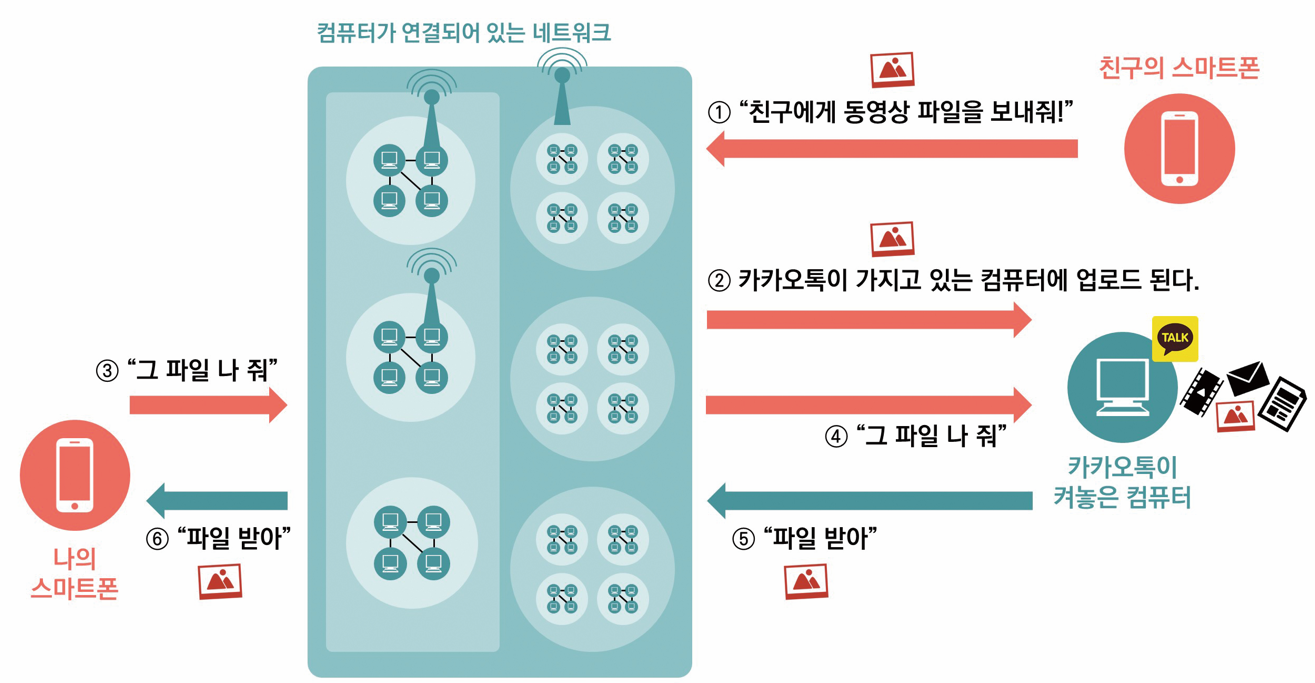 컴퓨터가 연결되어 있는 네트워크
친구의 스마트폰
① “친구에게 동영상 파일을 보내줘!”
② 카카오톡이 가지고 있는 컴퓨터에 업로드 된다.
TALK
③ “그 파일 나 줘”
④ “그 파일 나 줘”
카카오톡이
켜놓은 컴퓨터
⑤ “파일 받아”
⑥ “파일 받아”
나의
스마트폰